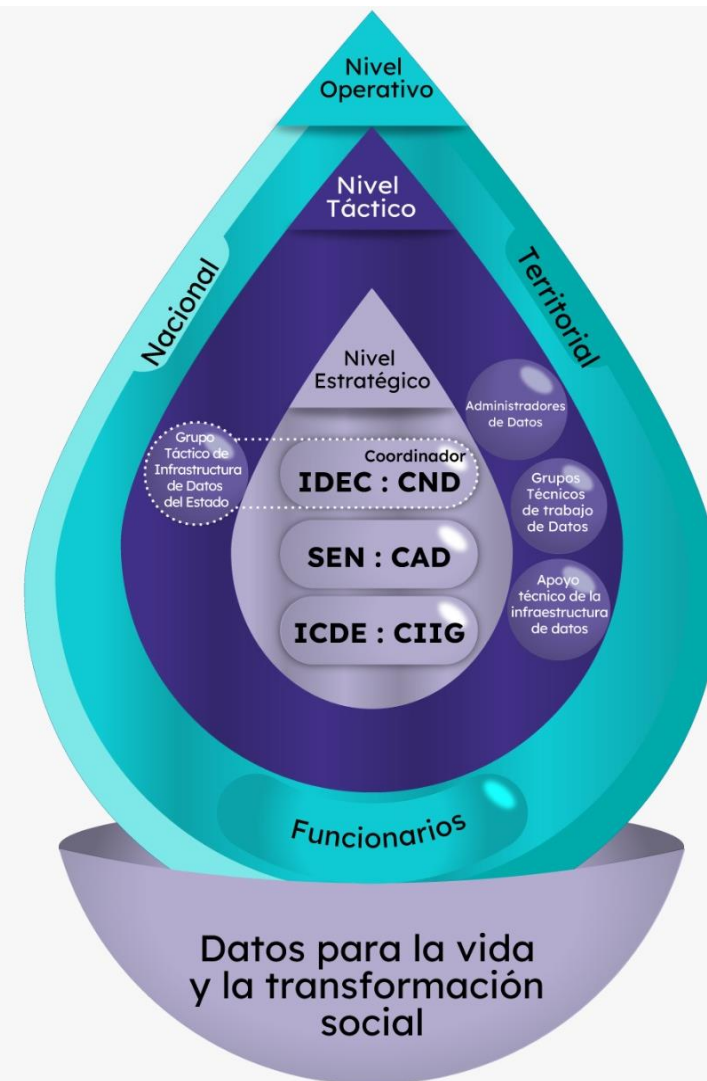 Nivel
Operativo
Nivel
Táctico
Nacional
Territorial
Nivel
Estratégico
Administradores
de Datos
Grupo
Táctico de
Infrastructura
de Datos
del Estado
Coordinador
IDEC : CND
Grupos
Técnicos
de trabajo
de Datos
SEN : CAD
Apoyo
técnico de la
infraestructura
de datos
ICDE : CIIG
Funcionarios
Datos para la vida
y la transformación
social